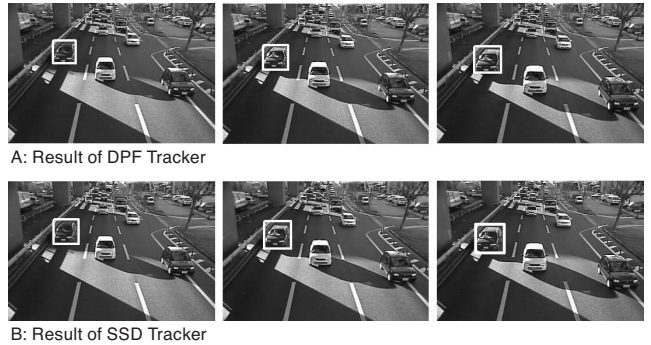 A: Result of DPF Tracker
B: Result of SSD Tracker